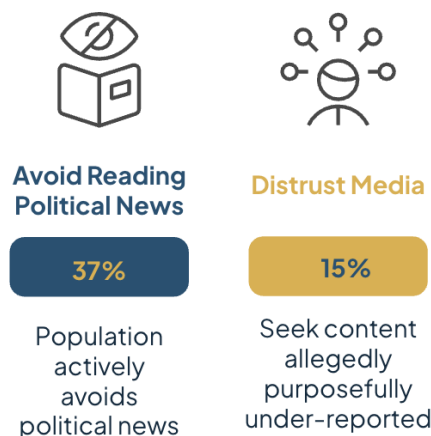 Avoid Reading
Political News
37%
Population
actively
avoids
political news
Distrust Media
15%
Seek content
allegedly
purposefully
under-reported